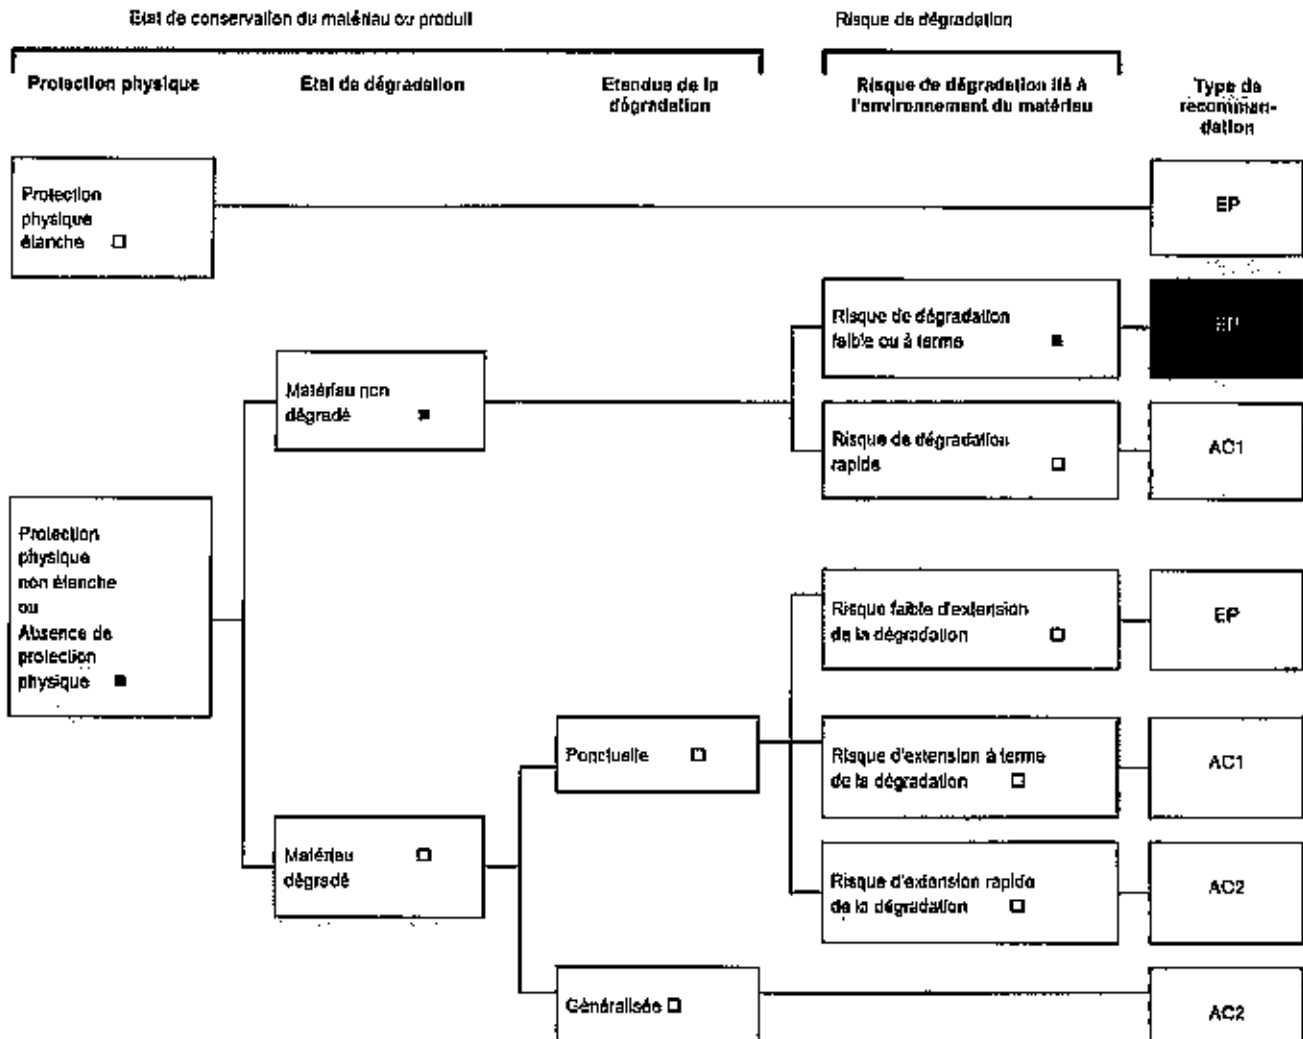 Etat de conservation du matériau ou produit
Risque de dégradation
Protection physique
Etat de dégradation
Etendue de la
dégradation
Risque de dégradation lié à
l'environnement du matériau
Type de
recomman-
dation
Protection
physique
étanche
EP
Risque de dégradation
faible ou à terme
EP
Matériau non
dégradé
Risque de dégradation
rapide
AC1
Protection
physique
non étanche
ou
Absence de
protection
physique
Risque faible d'extension
de la dégradation
EP
Ponctuelle
Risque d'extension à terme
de la dégradation
AC1
Matériau
dégradé
Risque d'extension rapide
de la dégradation
AC2
Généralisée
AC2